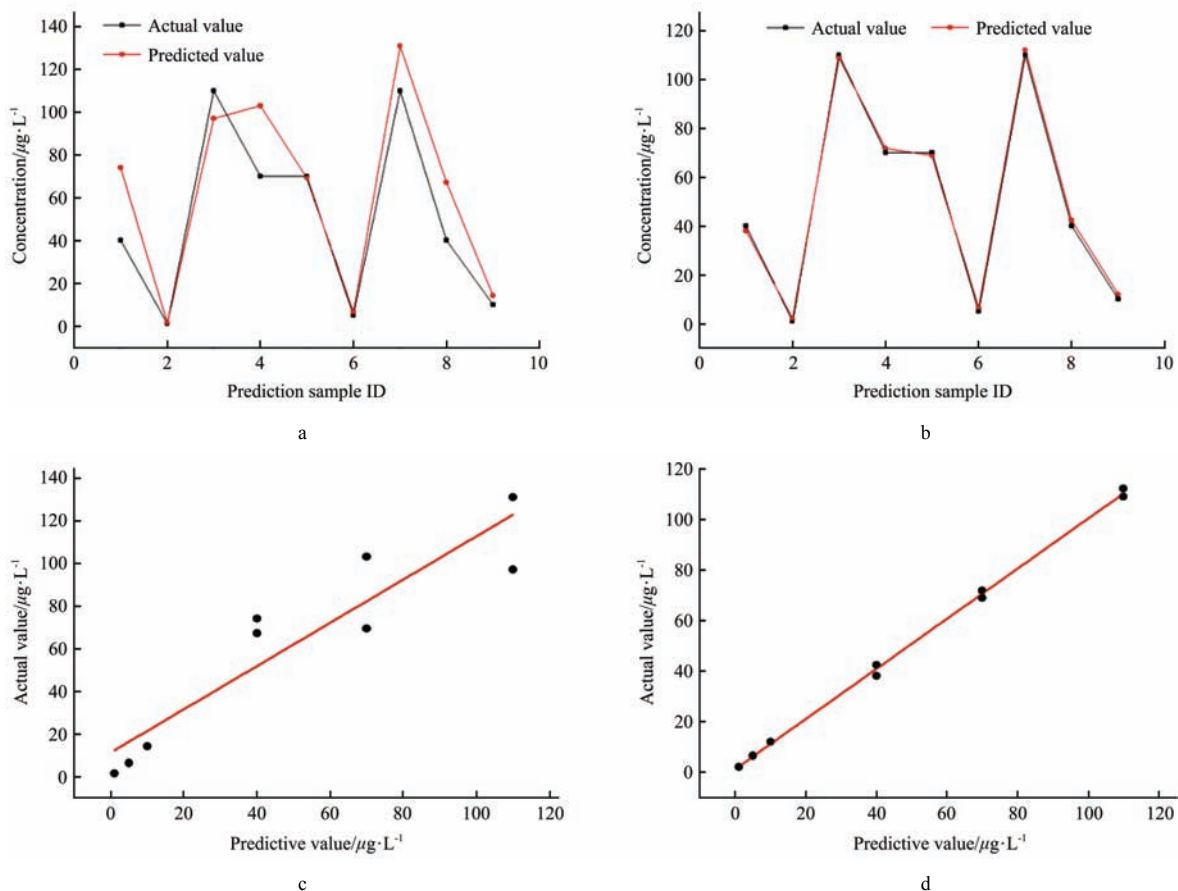 140
120
100
80
60
40
20
0
Concentration/μg·L⁻¹
Actual value
Predicted value
0 2 4 6 8 10
Prediction sample ID
a
120
100
80
60
40
20
0
Concentration/μg·L⁻¹
Actual value Predicted value
0 2 4 6 8 10
Prediction sample ID
b
140
120
100
80
60
40
20
0
Actual value/μg·L⁻¹
0 20 40 60 80 100 120
Predictive value/μg·L⁻¹
c
120
100
80
60
40
20
0
Actual value/μg·L⁻¹
0 20 40 60 80 100 120
Predictive value/μg·L⁻¹
d